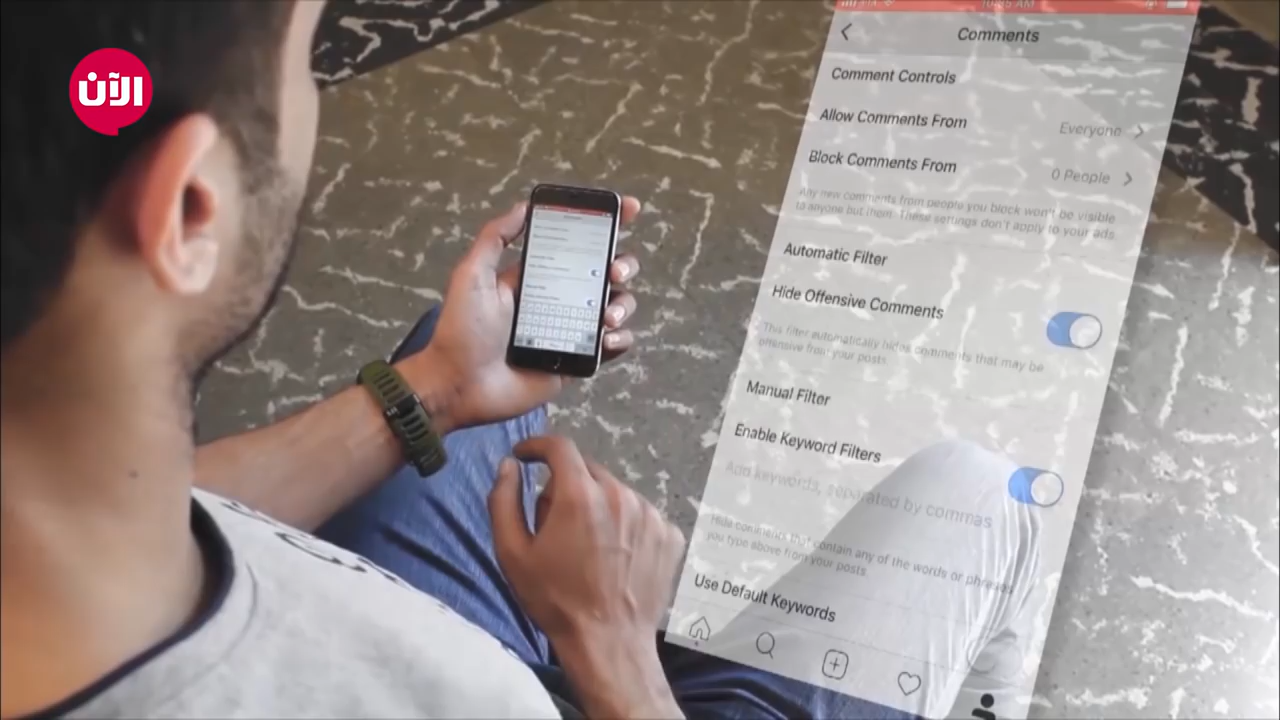 الآن
10:35 AM
Comments
Comment Controls
Allow Comments From
Everyone
Block Comments From
0 People
Any new comments from people you block won't be visible
to anyone but them. These settings don't apply to your ads.
Automatic Filter
Hide Offensive Comments
This filter automatically hides comments that may be
offensive from your posts.
Manual Filter
Enable Keyword Filters
Add keywords, separated by commas
Hide comments that contain any of the words or phrases
you type above from your posts.
Use Default Keywords